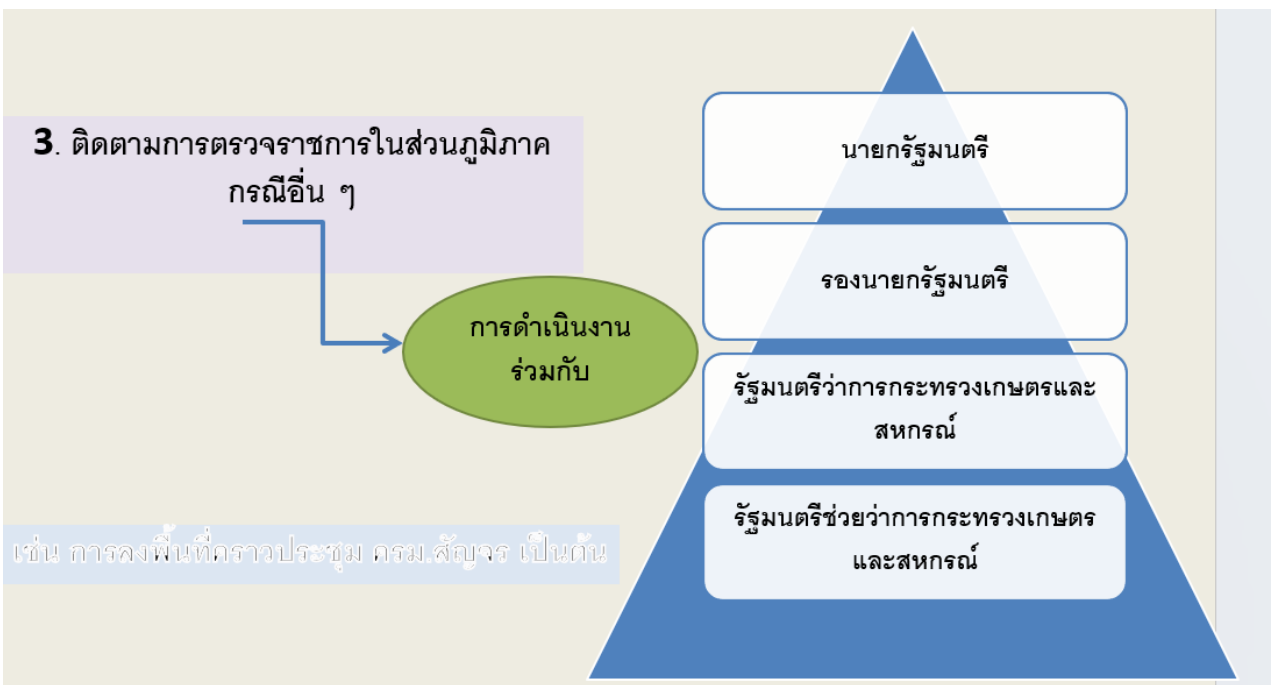 3. ติดตามการตรวจราชการในส่วนภูมิภาค
กรณีอื่น ๆ
การดำเนินงาน
ร่วมกับ
เช่น การลงพื้นที่คราวประชุม ครม.สัญจร เป็นต้น
นายกรัฐมนตรี
รองนายกรัฐมนตรี
รัฐมนตรีว่าการกระทรวงเกษตรและ
สหกรณ์
รัฐมนตรีช่วยว่าการกระทรวงเกษตร
และสหกรณ์